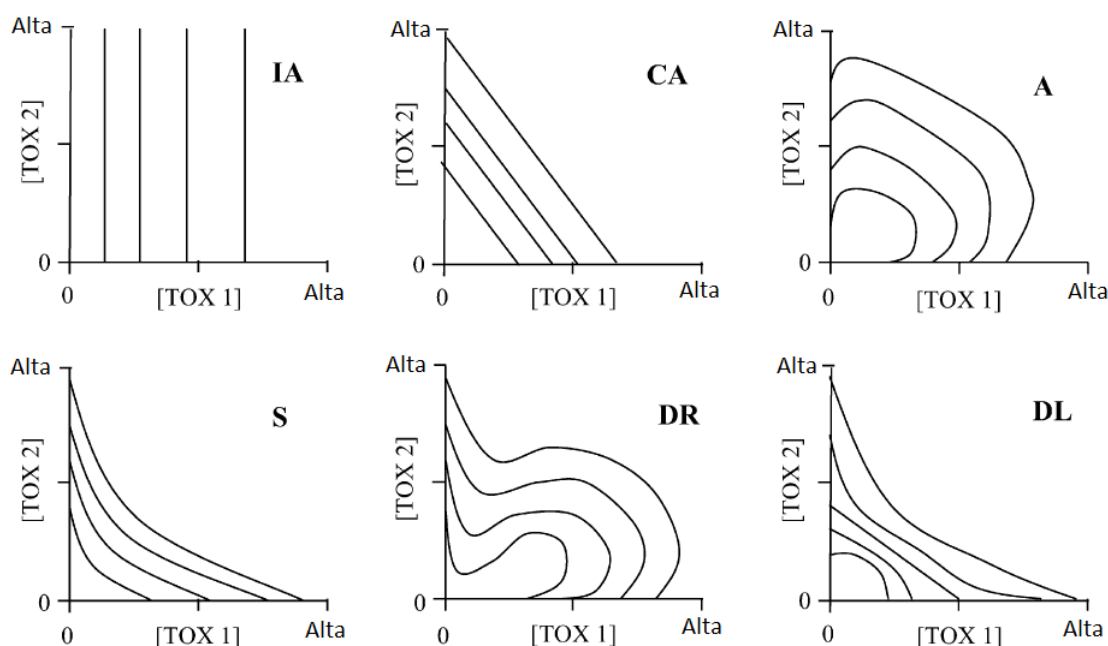 Alta
IA
[TOX 2]
0
0
[TOX 1]
Alta
Alta
CA
[TOX 2]
0
0
[TOX 1]
Alta
Alta
A
[TOX 2]
0
0
[TOX 1]
Alta
Alta
S
[TOX 2]
0
0
[TOX 1]
Alta
Alta
DR
[TOX 2]
0
0
[TOX 1]
Alta
Alta
DL
[TOX 2]
0
0
[TOX 1]
Alta